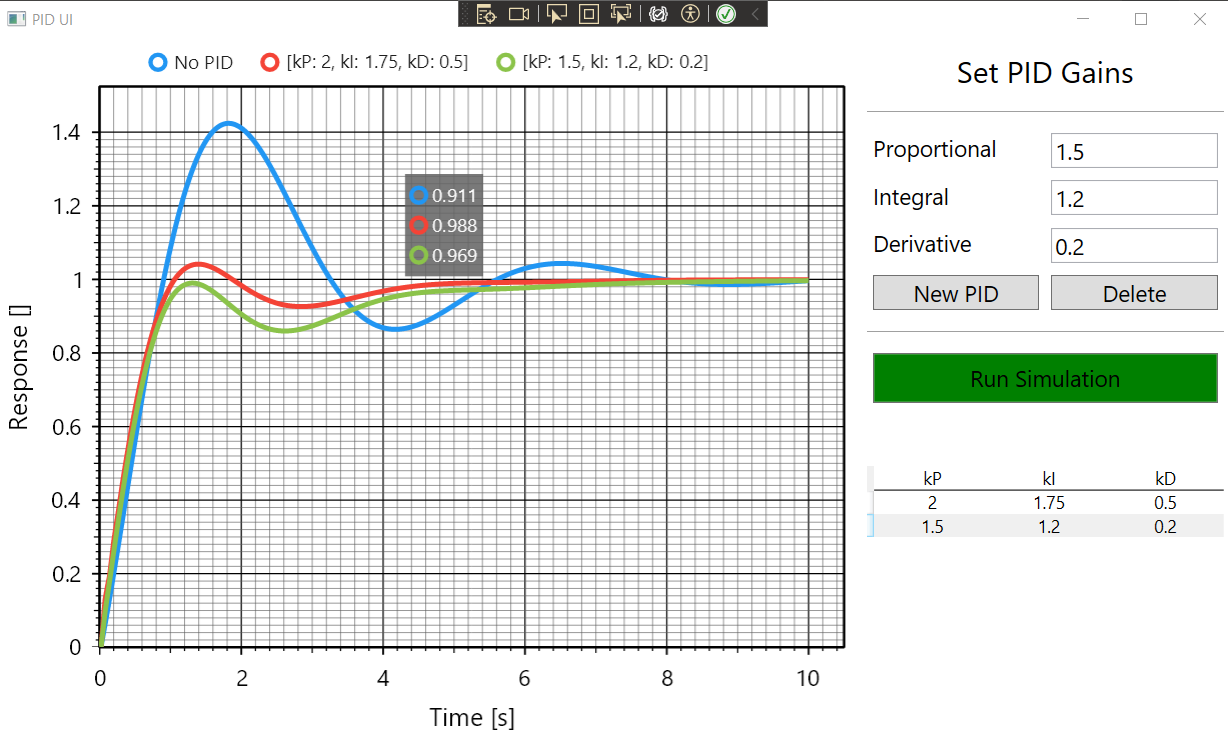 PID UI
No PID [kP: 2, kI: 1.75, kD: 0.5] [kP: 1.5, kI: 1.2, kD: 0.2]
1.4
1.2
1
0.8
0.6
0.4
0.2
0
Response []
0.911
0.988
0.969
0 2 4 6 8 10
Time [s]
Set PID Gains
Proportional 1.5
Integral 1.2
Derivative 0.2
New PID Delete
Run Simulation
kP kI kD
2 1.75 0.5
1.5 1.2 0.2